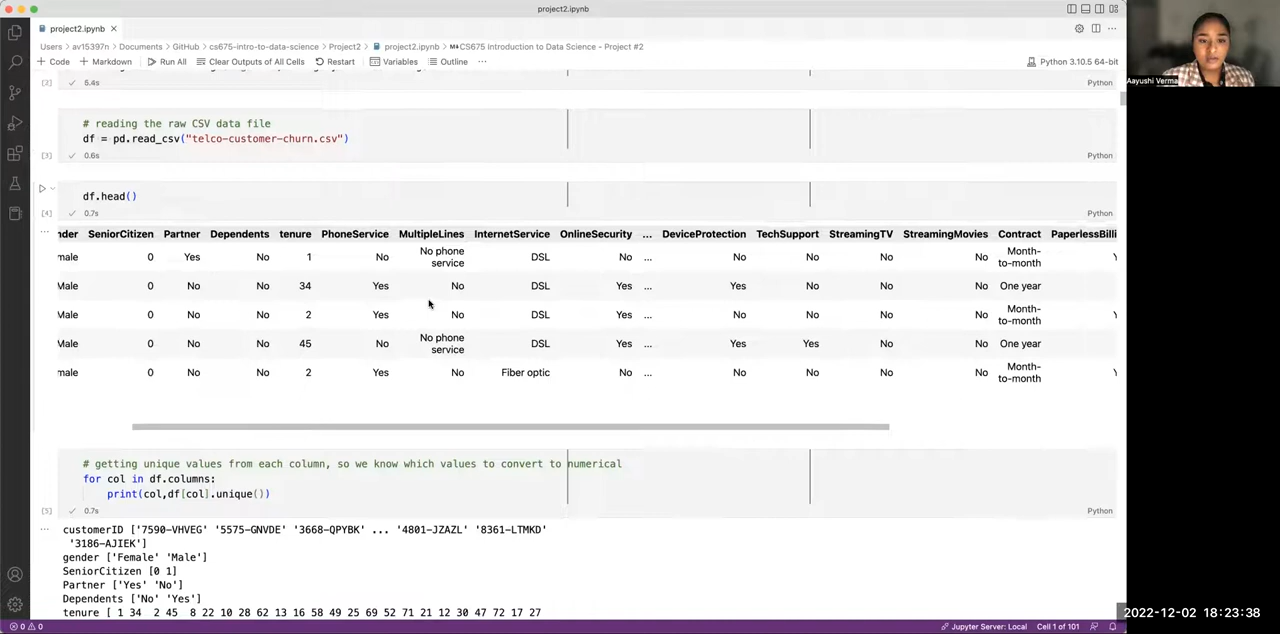 project2.ipynb
project2.ipynb
Users > av15397n > Documents > GitHub > cs675-intro-to-data-science > Project2 > project2.ipynb > CS675 Introduction to Data Science - Project #2
+ Code + Markdown Run All Clear Outputs of All Cells Restart Variables Outline ... Python 3.10.5 64-bit
Aayushi Verma
[2] ✓ 5.4s Python
# reading the raw CSV data file
df = pd.read_csv("telco-customer-churn.csv")
[3] ✓ 0.6s Python
df.head()
[4] ✓ 0.7s Python
nder SeniorCitizen Partner Dependents tenure PhoneService MultipleLines InternetService OnlineSecurity ... DeviceProtection TechSupport StreamingTV StreamingMovies Contract PaperlessBilli
male 0 Yes No 1 No No phone service DSL No ... No No No No Month-to-month Y
Male 0 No No 34 Yes No DSL Yes ... Yes No No No One year
Male 0 No No 2 Yes No DSL Yes ... No No No No Month-to-month Y
Male 0 No No 45 No No phone service DSL Yes ... Yes Yes No No One year
male 0 No No 2 Yes No Fiber optic No ... No No No No Month-to-month Y
# getting unique values from each column, so we know which values to convert to numerical
for col in df.columns:
print(col,df[col].unique())
[5] ✓ 0.7s Python
customerID ['7590-VHVEG' '5575-GNVDE' '3668-QPYBK' ... '4801-JZAZL' '8361-LTMKD'
'3186-AJIEK']
gender ['Female' 'Male']
SeniorCitizen [0 1]
Partner ['Yes' 'No']
Dependents ['No' 'Yes']
tenure [ 1 34 2 45 8 22 10 28 62 13 16 58 49 25 69 52 71 21 12 30 47 72 17 27
2022-12-02 18:23:38
0 0 Jupyter Server: Local Cell 1 of 101